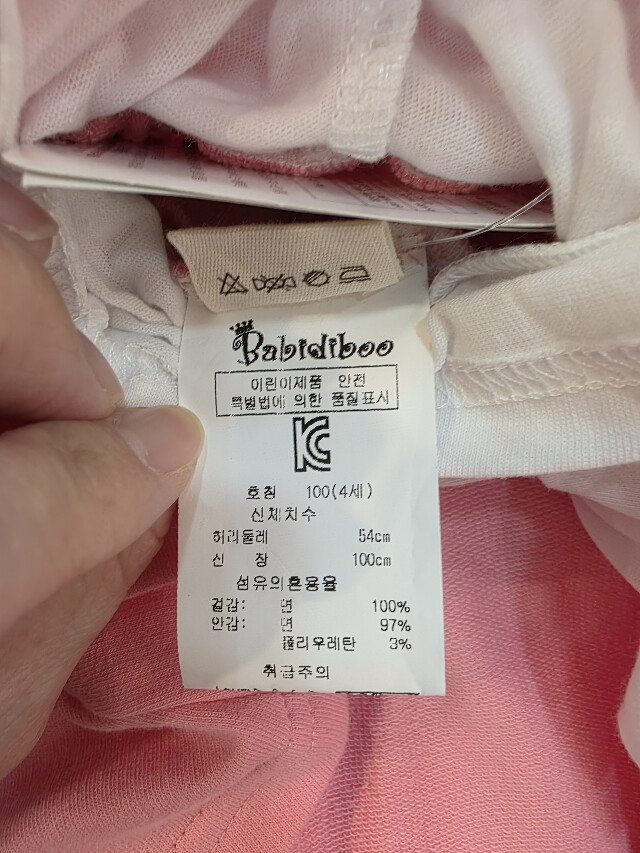 Babidiboo
어린이제품 안전
특별법에 의한 품질표시
KC
호칭 100(4세)
신체치수
허리둘레 54cm
신 장 100cm
섬유의혼용율
겉감: 면 100%
안감: 면 97%
폴리우레탄 3%
취급주의